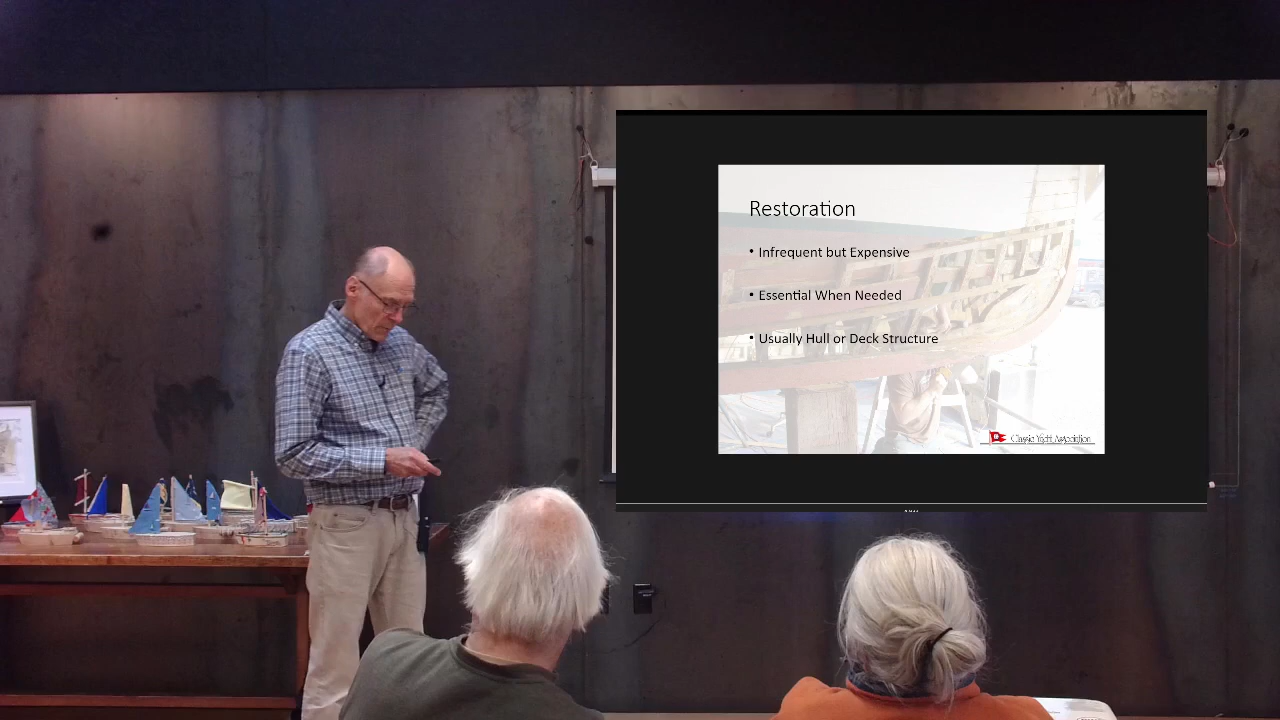 Restoration
• Infrequent but Expensive
• Essential When Needed
• Usually Hull or Deck Structure
Classic Yacht Association